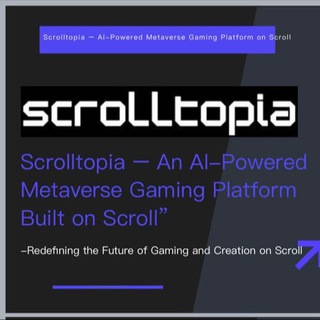 Scrolltopia — AI-Powered Metaverse Gaming Platform on Scroll
scrolltopia
Scrolltopia — An AI-Powered
Metaverse Gaming Platform
Built on Scroll”
–Redefining the Future of Gaming and Creation on Scroll